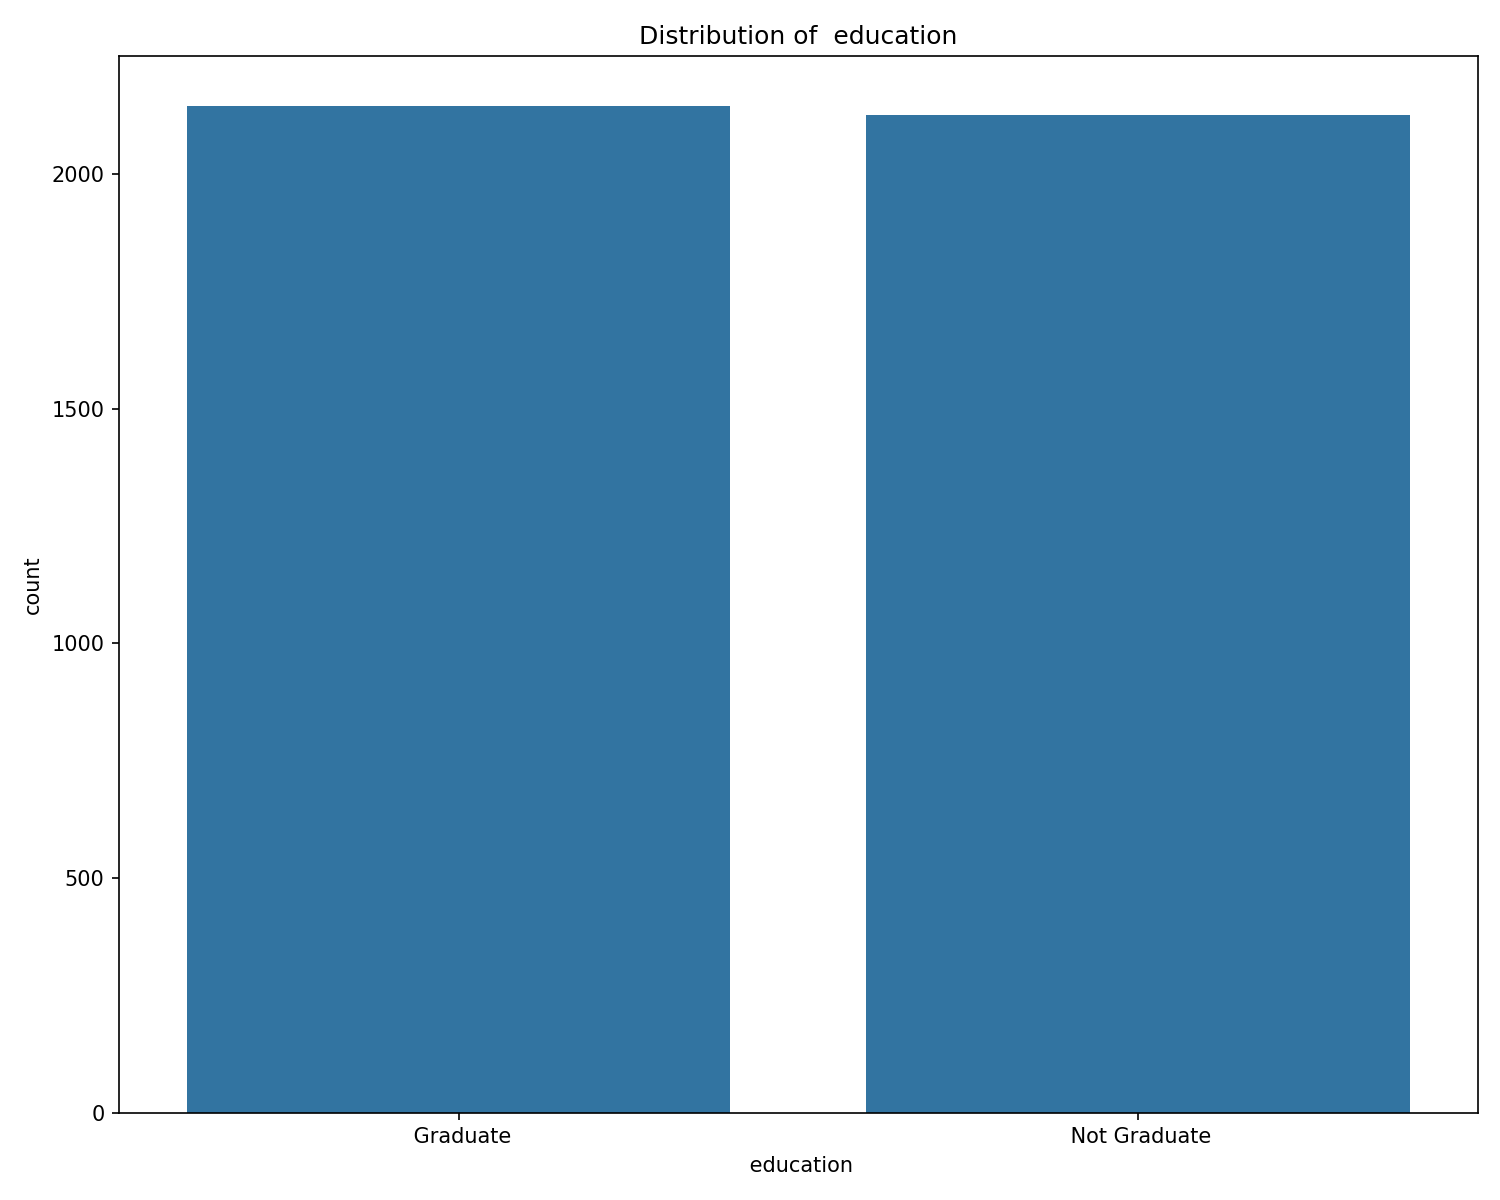 Distribution of  education
count
2000
1500
1000
500
0
Graduate
Not Graduate
education